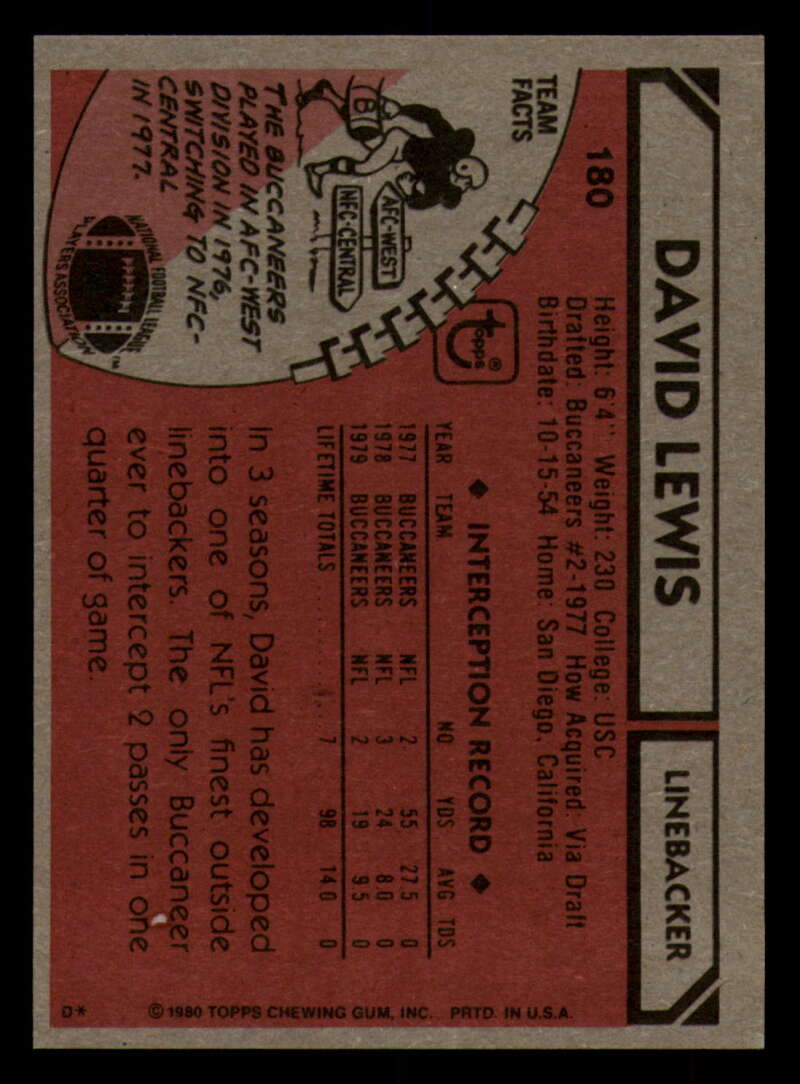 DAVID LEWIS
LINEBACKER
180
Height: 6'4" Weight: 230 College: USC
Drafted: Buccaneers #2-1977 How Acquired: Via Draft
Birthdate: 10-15-54 Home: San Diego, California
TEAM
FACTS
B
AFC-WEST
NFC-CENTRAL
THE BUCCANEERS
PLAYED IN AFC-WEST
DIVISION IN 1976,
SWITCHING TO NFC-
CENTRAL
IN 1977.
NATIONAL FOOTBALL LEAGUE
PLAYERS ASSOCIATION
TM
Topps®
◆ INTERCEPTION RECORD ◆
YEAR TEAM NO YDS AVG TDS
1977 BUCCANEERS NFL 2 55 27.5 0
1978 BUCCANEERS NFL 3 24 8.0 0
1979 BUCCANEERS NFL 2 19 9.5 0
LIFETIME TOTALS 7 98 14.0 0
In 3 seasons, David has developed
into one of NFL's finest outside
linebackers. The only Buccaneer
ever to intercept 2 passes in one
quarter of game.
D*
© 1980 TOPPS CHEWING GUM, INC. PRTD. IN U.S.A.